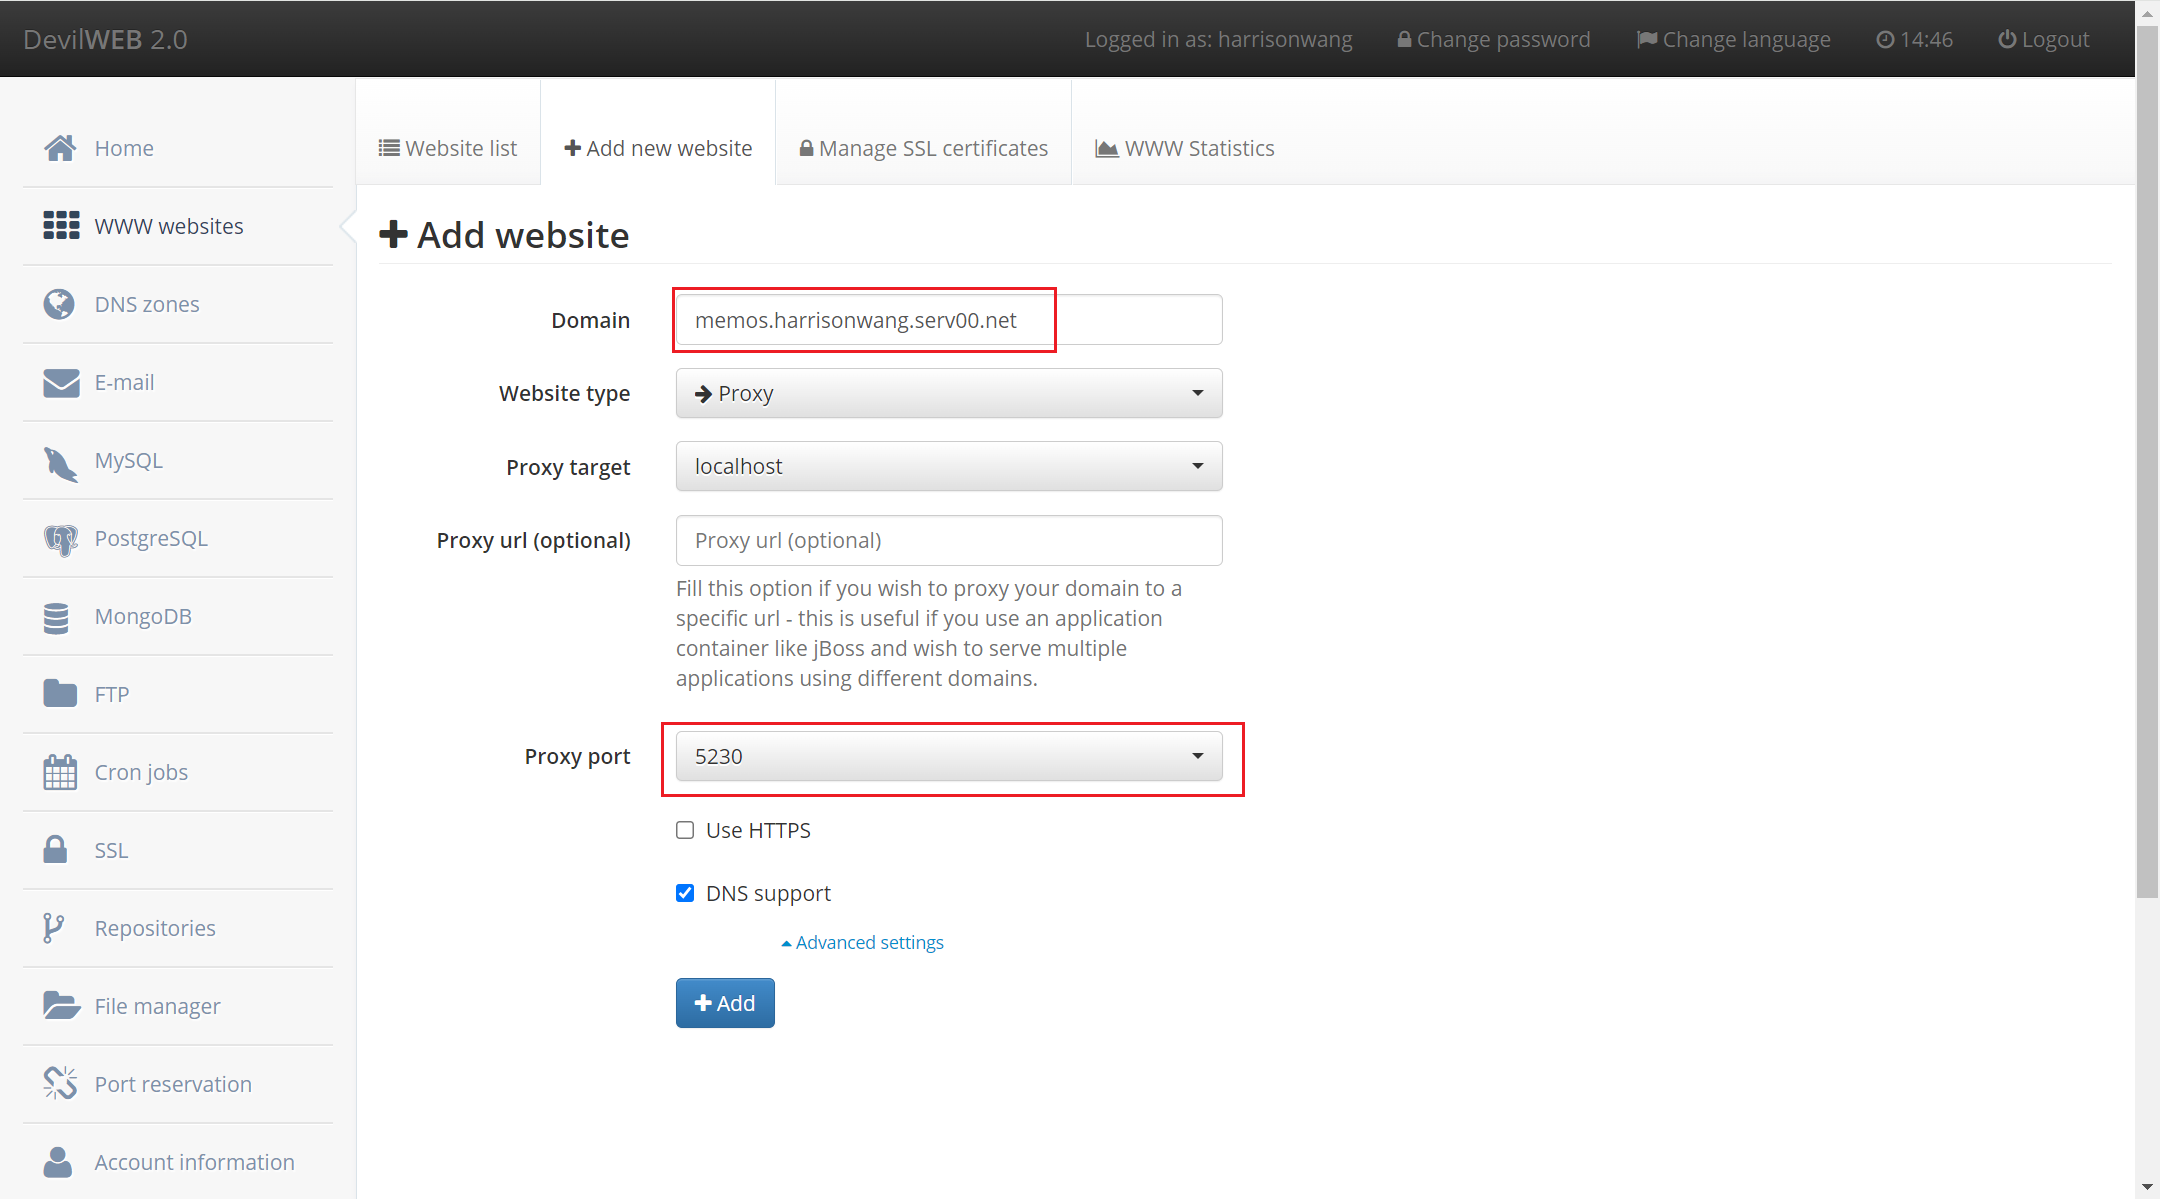 DevilWEB 2.0
Logged in as: harrisonwang
Change password
Change language
14:46
Logout
Home
WWW websites
DNS zones
E-mail
MySQL
PostgreSQL
MongoDB
FTP
Cron jobs
SSL
Repositories
File manager
Port reservation
Account information
Website list
Add new website
Manage SSL certificates
WWW Statistics
Add website
Domain
memos.harrisonwang.serv00.net
Website type
Proxy
Proxy target
localhost
Proxy url (optional)
Proxy url (optional)
Fill this option if you wish to proxy your domain to a
specific url - this is useful if you use an application
container like jBoss and wish to serve multiple
applications using different domains.
Proxy port
5230
Use HTTPS
DNS support
Advanced settings
Add